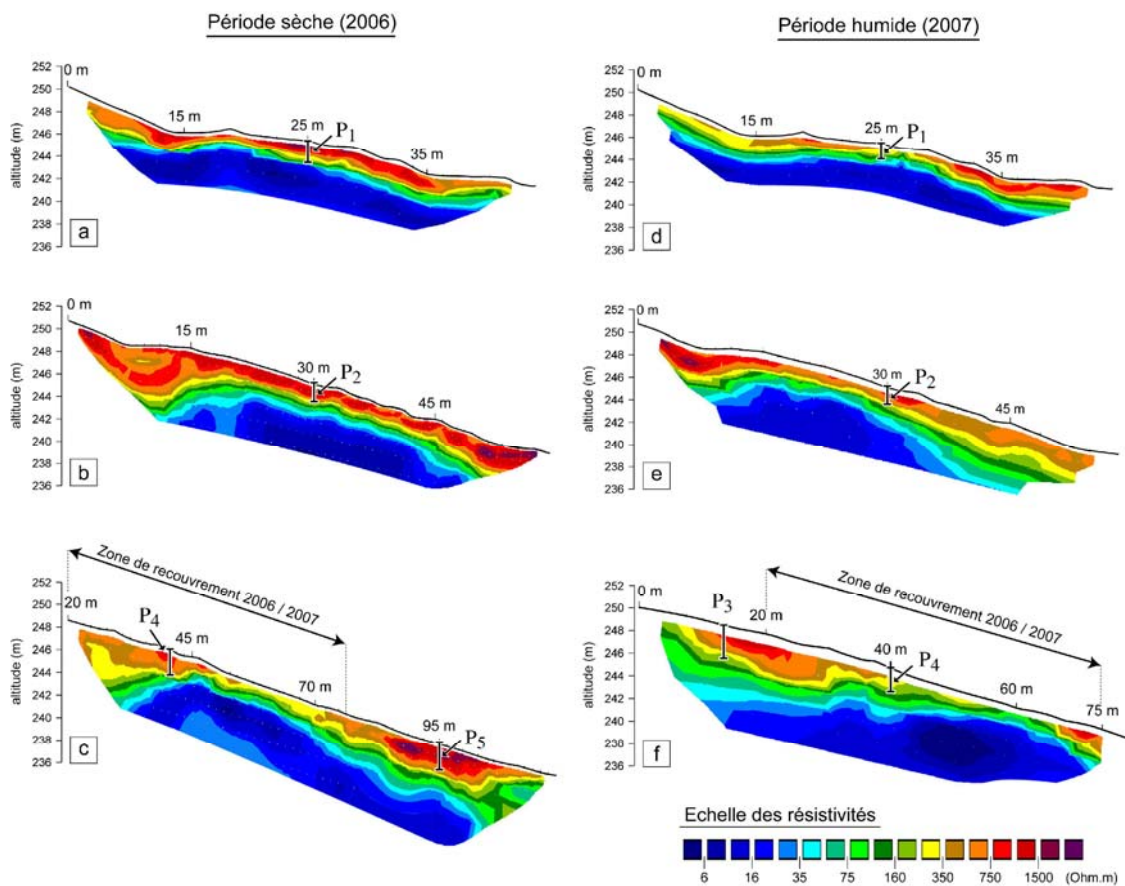 Période sèche (2006)
Période humide (2007)
252
250
248
246
244
242
240
238
236
altitude (m)
0 m
15 m
25 m
P1
35 m
a
252
250
248
246
244
242
240
238
236
altitude (m)
0 m
15 m
25 m
P1
35 m
d
252
250
248
246
244
242
240
238
236
altitude (m)
0 m
15 m
30 m
P2
45 m
b
252
250
248
246
244
242
240
238
236
altitude (m)
0 m
30 m
P2
45 m
e
Zone de recouvrement 2006 / 2007
252
250
248
246
244
242
240
238
236
altitude (m)
20 m
P4
45 m
70 m
95 m
P5
c
Zone de recouvrement 2006 / 2007
252
250
248
246
244
242
240
230
236
altitude (m)
0 m
P3
20 m
40 m
P4
60 m
75 m
f
Echelle des résistivités
6 16 35 75 160 350 750 1500 (Ohm.m)